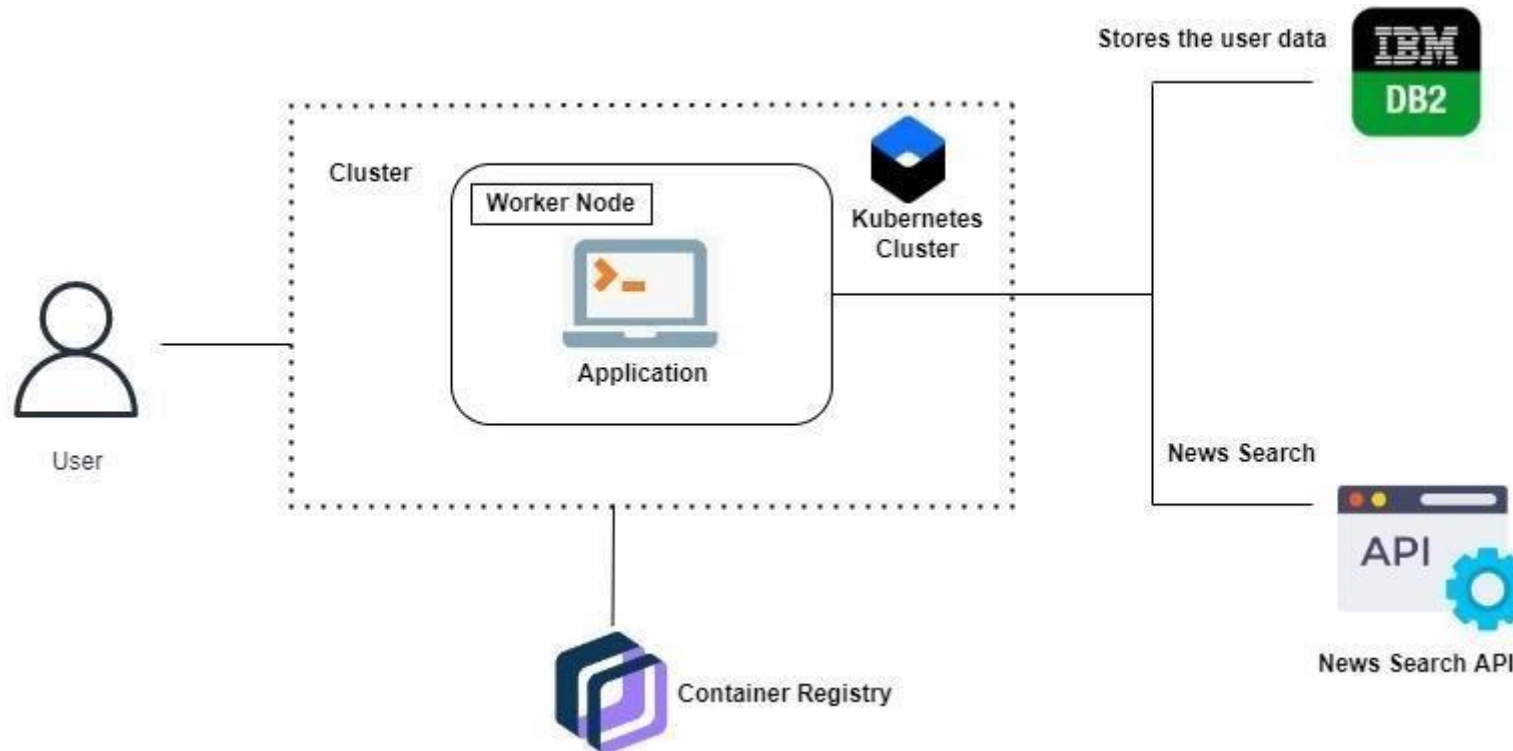 Stores the user data
IBM
DB2
Cluster
Worker Node
Kubernetes
Cluster
Application
User
News Search
API
News Search API
Container Registry